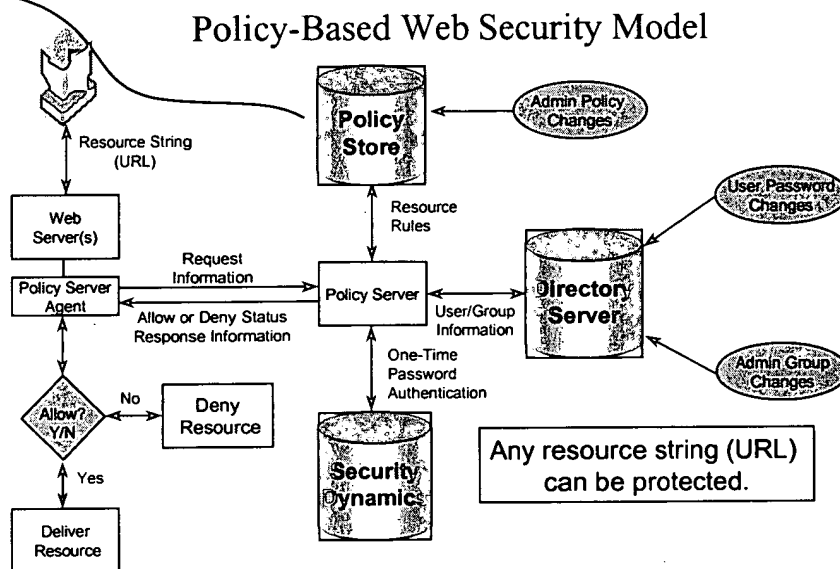 Policy-Based Web Security Model
Resource String
(URL)
Policy
Store
Admin Policy
Changes
Web
Server(s)
Resource
Rules
User Password
Changes
Request
Information
Policy Server
Agent
Policy Server
Directory
Server
Allow or Deny Status
Response Information
User/Group
Information
One-Time
Password
Authentication
Admin Group
Changes
Allow?
Y/N
No
Deny
Resource
Yes
Security
Dynamics
Any resource string (URL)
can be protected.
Deliver
Resource